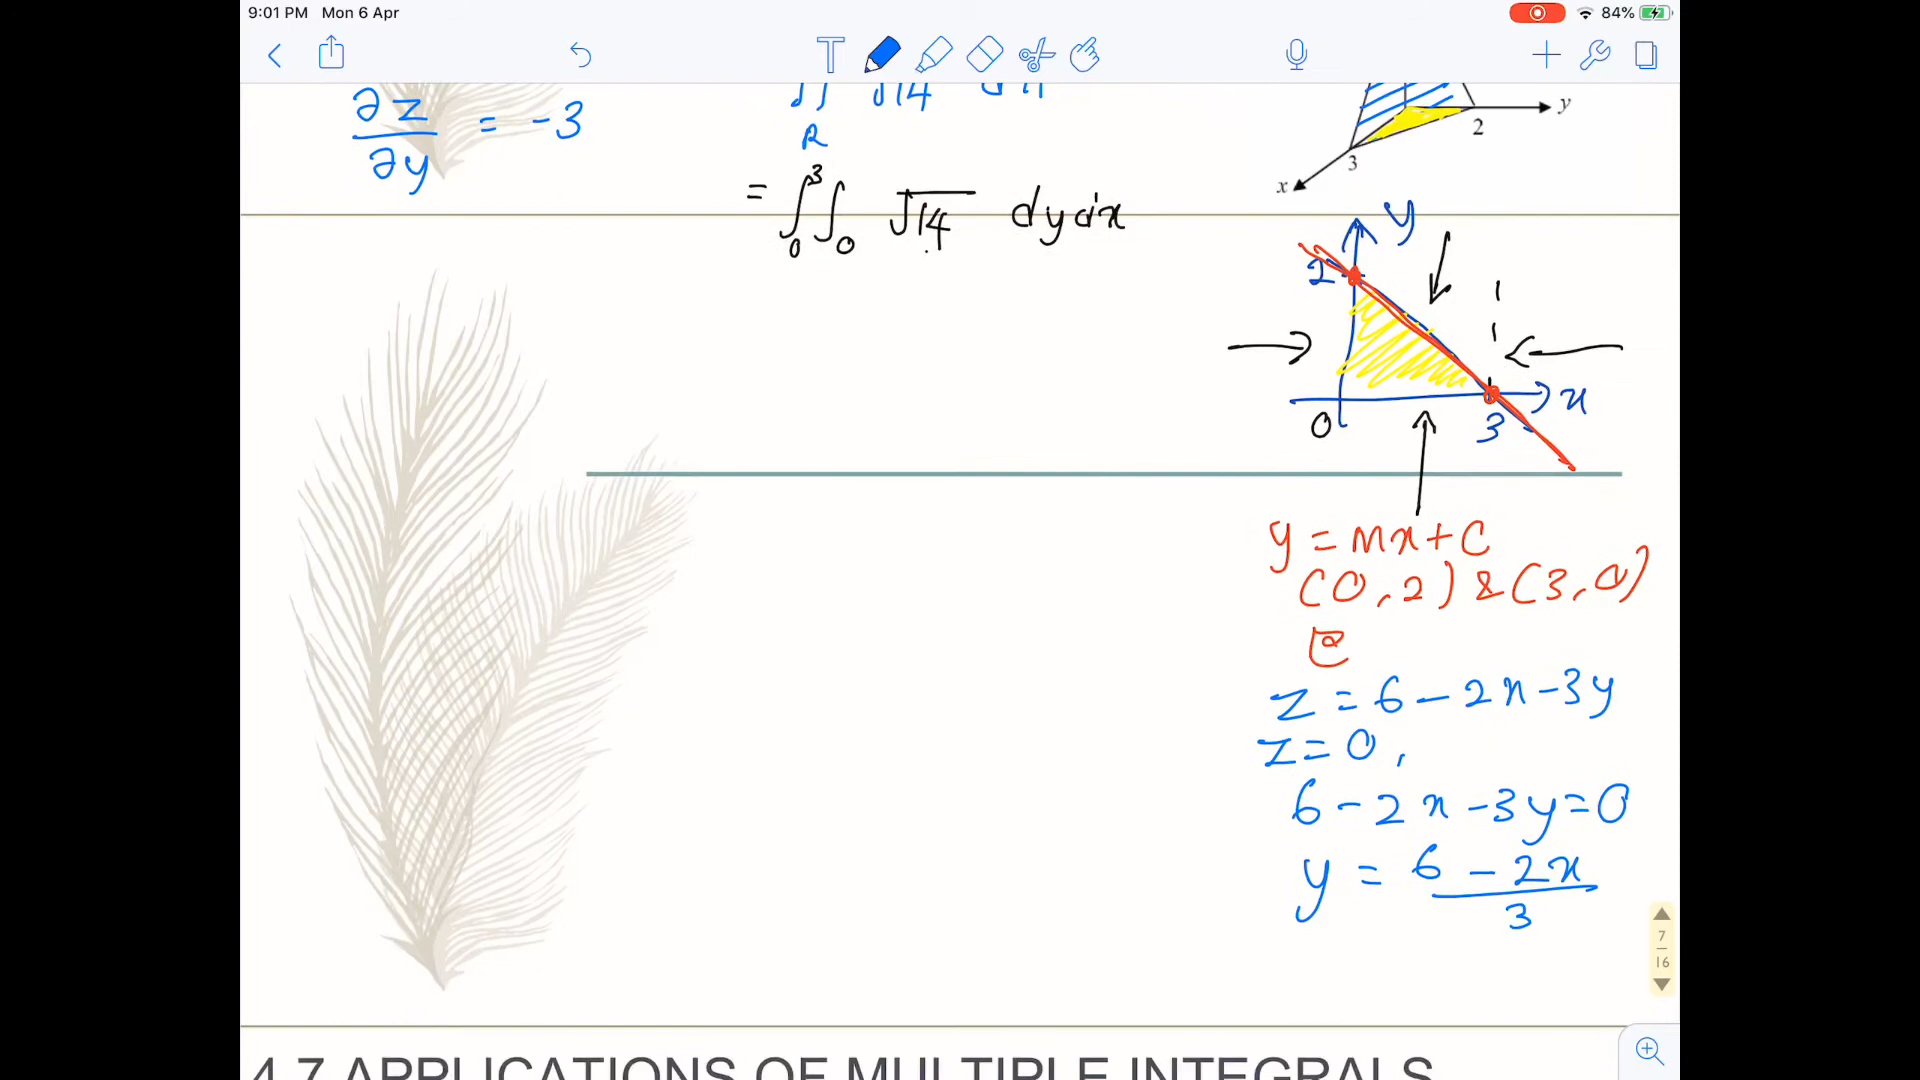 9:01 PM Mon 6 Apr
84%
T
∂z/∂y = -3
∬ √14 dA
R
y
2
3
x
= ∫₀³ ∫₀ √14 dy dx
y
2
0
3
x
y = mx + c
(0, 2) & (3, 0)
@
z = 6 - 2x - 3y
z = 0,
6 - 2x - 3y = 0
y = (6 - 2x)/3
7
16
4.7 APPLICATIONS OF MULTIPLE INTEGRALS